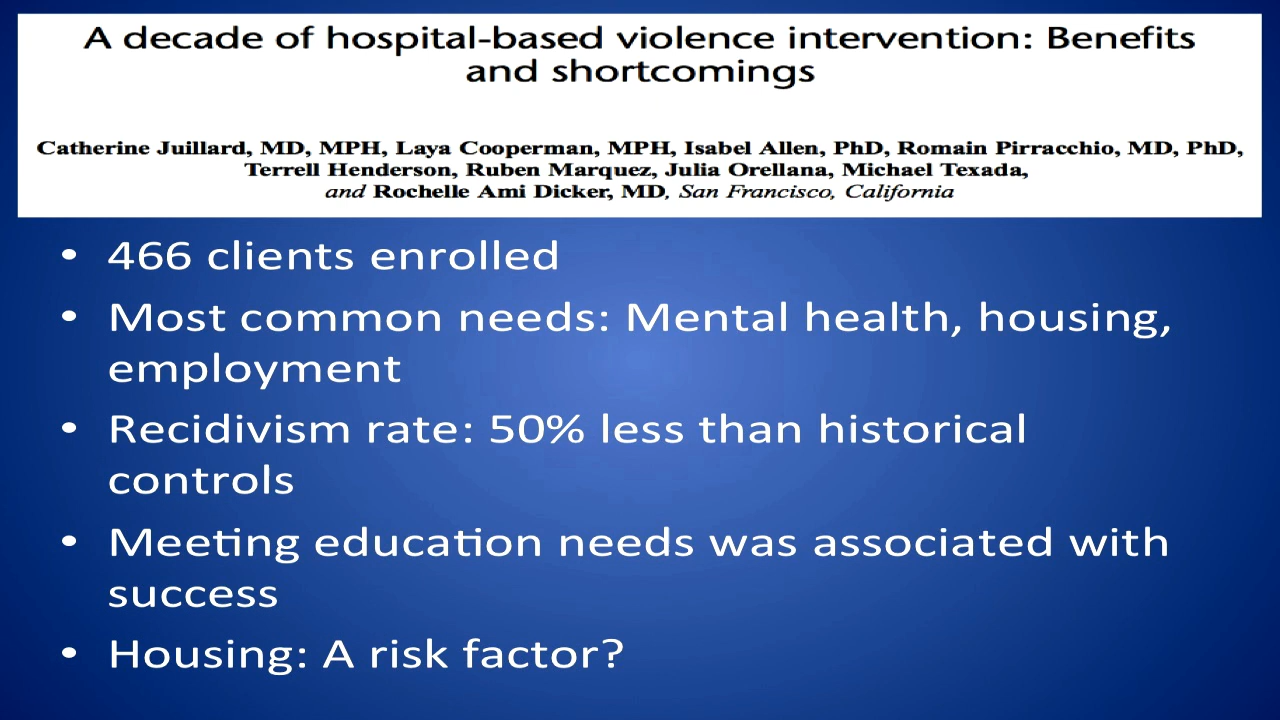 A decade of hospital-based violence intervention: Benefits
and shortcomings
Catherine Juillard, MD, MPH, Laya Cooperman, MPH, Isabel Allen, PhD, Romain Pirracchio, MD, PhD,
Terrell Henderson, Ruben Marquez, Julia Orellana, Michael Texada,
and Rochelle Ami Dicker, MD, San Francisco, California
• 466 clients enrolled
• Most common needs: Mental health, housing,
employment
• Recidivism rate: 50% less than historical
controls
• Meeting education needs was associated with
success
• Housing: A risk factor?